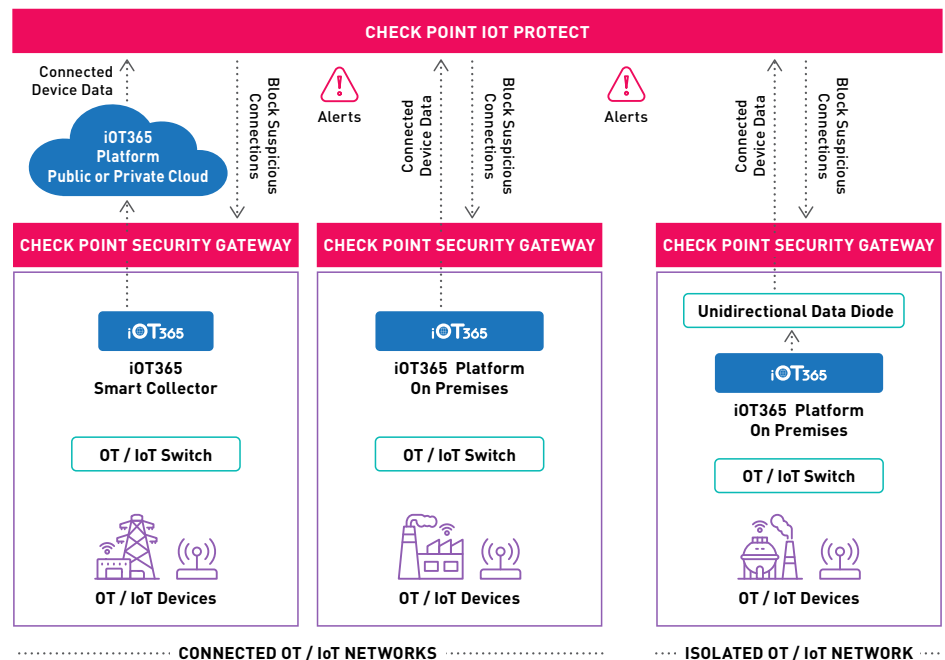 CHECK POINT IOT PROTECT
Connected
Device Data
Block Suspicious
Connections
Alerts
Connected
Device Data
Block Suspicious
Connections
Alerts
Connected
Device Data
Block Suspicious
Connections
iOT365
Platform
Public or Private Cloud
CHECK POINT SECURITY GATEWAY
CHECK POINT SECURITY GATEWAY
CHECK POINT SECURITY GATEWAY
iOT365
iOT365
Smart Collector
OT / IoT Switch
OT / IoT Devices
iOT365
iOT365 Platform
On Premises
OT / IoT Switch
OT / IoT Devices
Unidirectional Data Diode
iOT365
iOT365 Platform
On Premises
OT / IoT Switch
OT / IoT Devices
CONNECTED OT / IoT NETWORKS
ISOLATED OT / IoT NETWORK